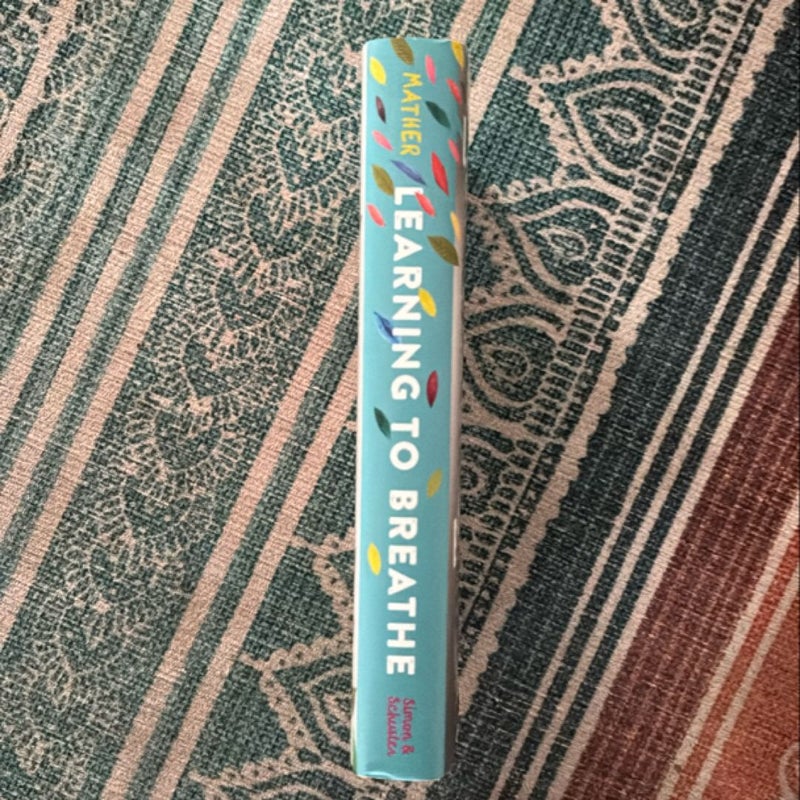 MATHER
LEARNING TO BREATHE
Simon &
Schuster